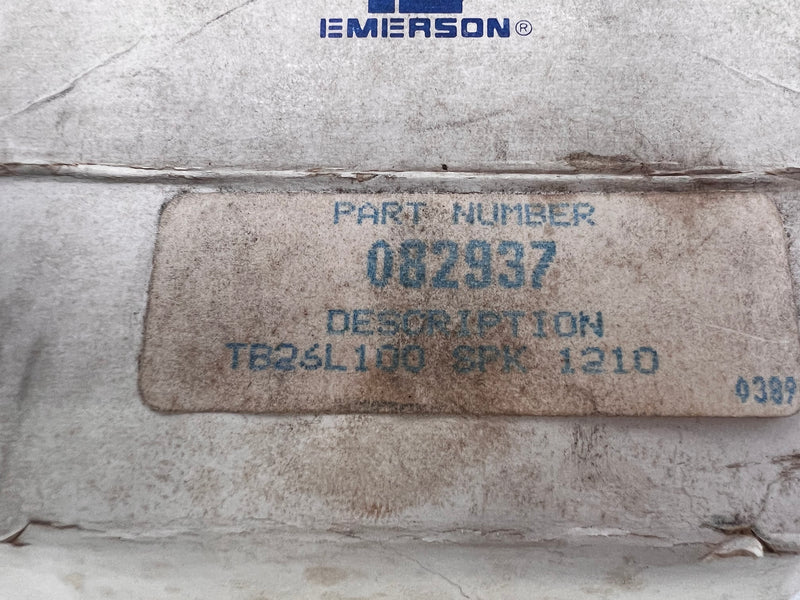 EMERSON®
PART NUMBER
082937
DESCRIPTION
TB26L100 SPK 1210
0389